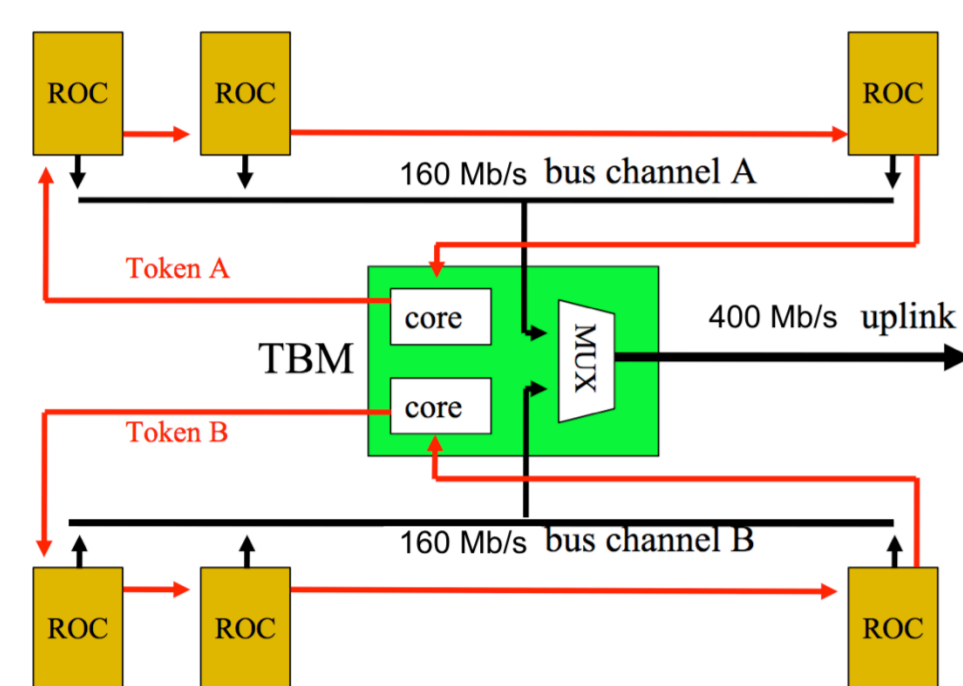 ROC ROC ROC
160 Mb/s bus channel A
Token A
core
400 Mb/s uplink
MUX
TBM
core
Token B
160 Mb/s bus channel B
ROC ROC ROC